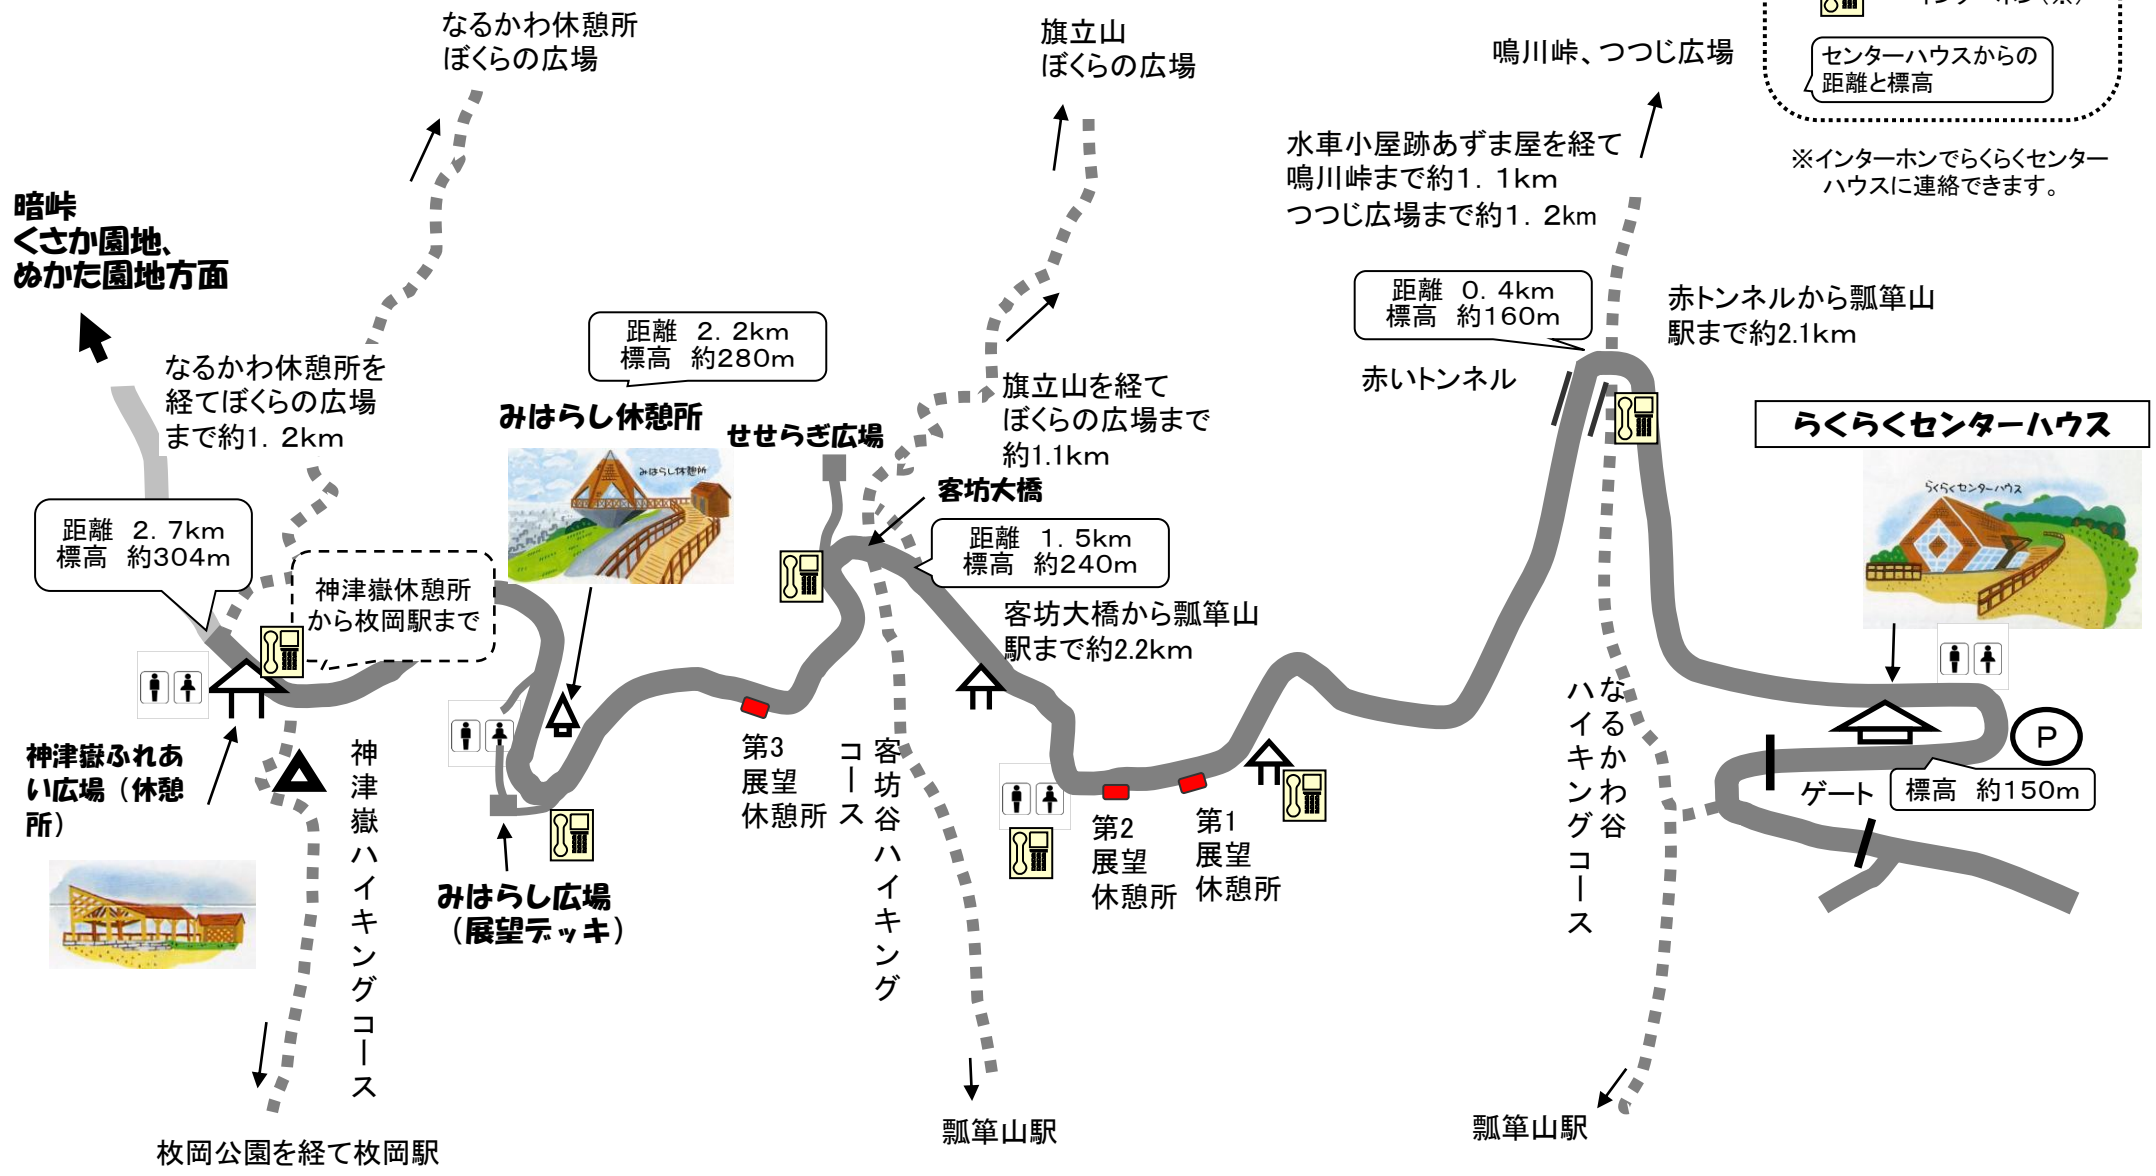 なるかわ休憩所
ぼくらの広場
旗立山
ぼくらの広場
鳴川峠、つつじ広場
センターハウスからの
距離と標高
※インターホンでらくらくセンター
ハウスに連絡できます。
水車小屋跡あずま屋を経て
鳴川峠まで約1．1km
つつじ広場まで約1．2km
暗峠
くさか園地、
ぬかた園地方面
距離　0．4km
標高　約160m
赤トンネルから瓢箪山
駅まで約2.1km
赤いトンネル
距離　2．2km
標高　約280m
なるかわ休憩所を
経てぼくらの広場
まで約1．2km
旗立山を経て
ぼくらの広場まで
約1.1km
みはらし休憩所
みはらし休憩所
せせらぎ広場
客坊大橋
らくらくセンターハウス
らくらくセンターハウス
距離　2．7km
標高　約304m
距離　1．5km
標高　約240m
神津嶽休憩所
から枚岡駅まで
客坊大橋から瓢箪山
駅まで約2.2km
神津嶽ふれあ
い広場（休憩
所）
神津嶽ハイキングコース
みはらし広場
（展望デッキ）
第3
展望
休憩所
客坊谷ハイキング
コース
第2
展望
休憩所
第1
展望
休憩所
なるかわ谷
ハイキングコース
P
ゲート
標高　約150m
枚岡公園を経て枚岡駅
瓢箪山駅
瓢箪山駅